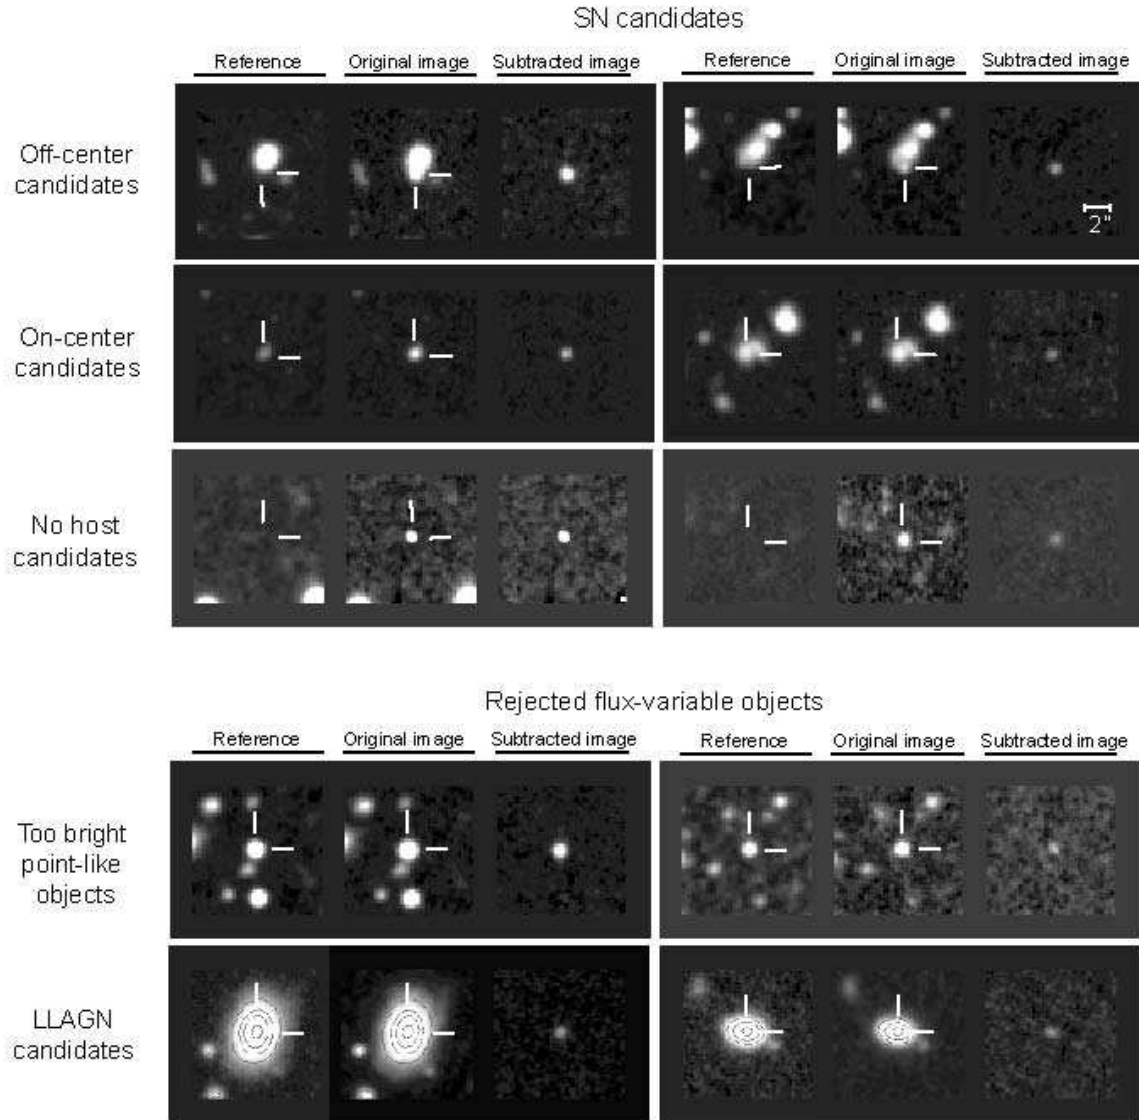 SN candidates
Reference Original image Subtracted image Reference Original image Subtracted image
Off-center
candidates
2"
On-center
candidates
No host
candidates
Rejected flux-variable objects
Reference Original image Subtracted image Reference Original image Subtracted image
Too bright
point-like
objects
LLAGN
candidates